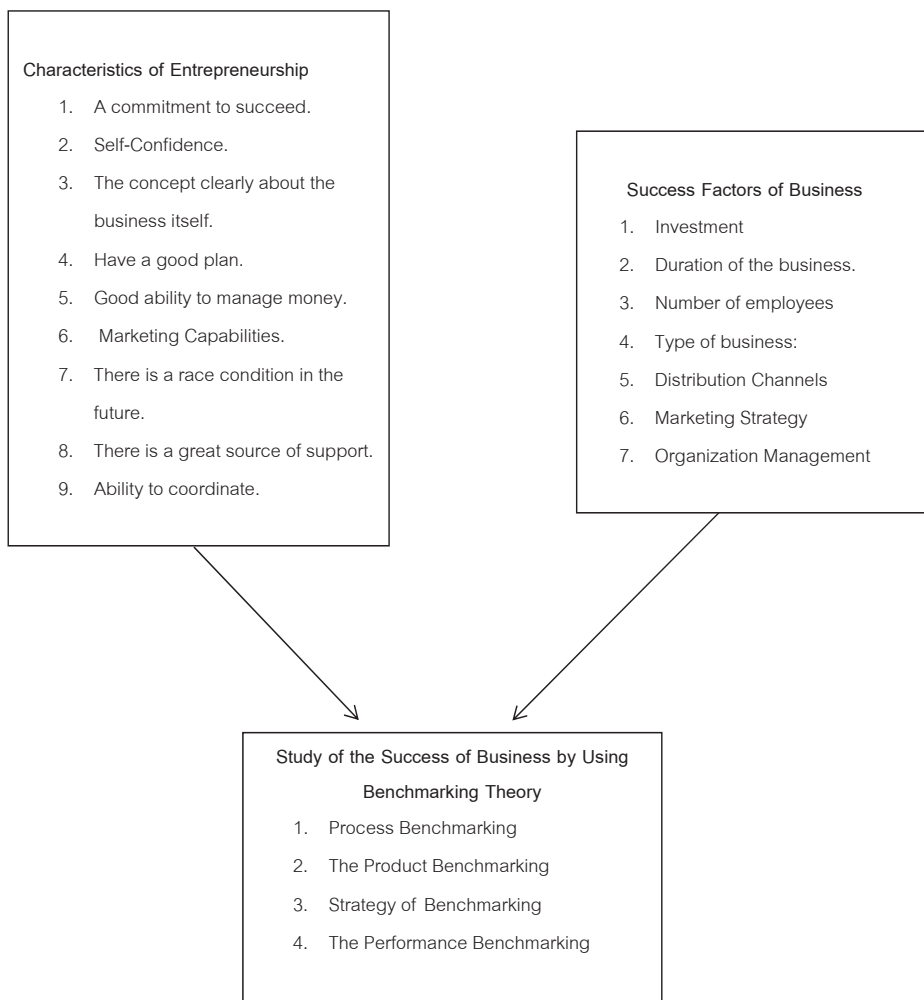 Characteristics of Entrepreneurship
1. A commitment to succeed.
2. Self-Confidence.
3. The concept clearly about the
business itself.
4. Have a good plan.
5. Good ability to manage money.
6. Marketing Capabilities.
7. There is a race condition in the
future.
8. There is a great source of support.
9. Ability to coordinate.
Success Factors of Business
1. Investment
2. Duration of the business.
3. Number of employees
4. Type of business:
5. Distribution Channels
6. Marketing Strategy
7. Organization Management
Study of the Success of Business by Using
Benchmarking Theory
1. Process Benchmarking
2. The Product Benchmarking
3. Strategy of Benchmarking
4. The Performance Benchmarking